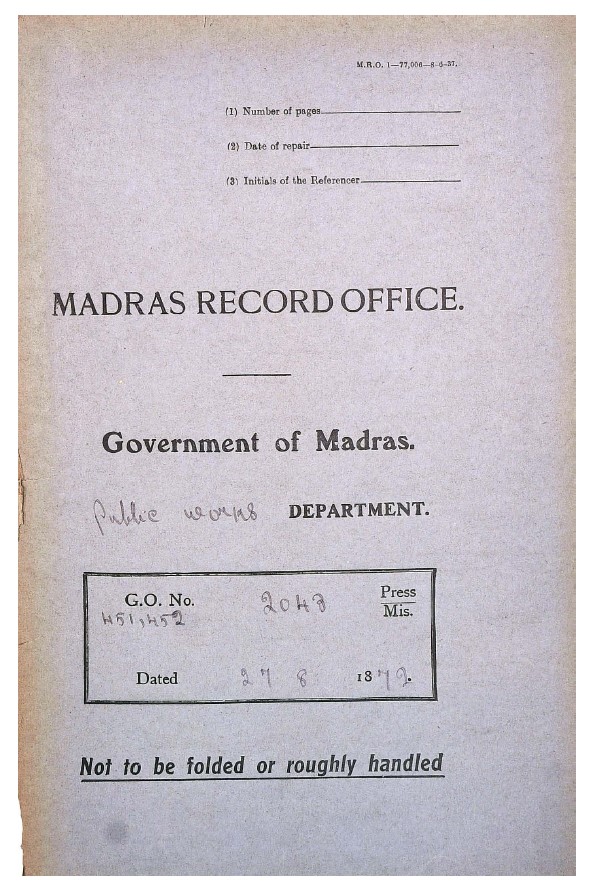 M.R.O. 1—77,000—8-6-37.
(1) Number of pages
(2) Date of repair
(3) Initials of the Referencer
MADRAS RECORD OFFICE.
Government of Madras.
Public works DEPARTMENT.
G.O. No. 2043 Press
451,452 Mis.
Dated 27 8 1872.
Not to be folded or roughly handled